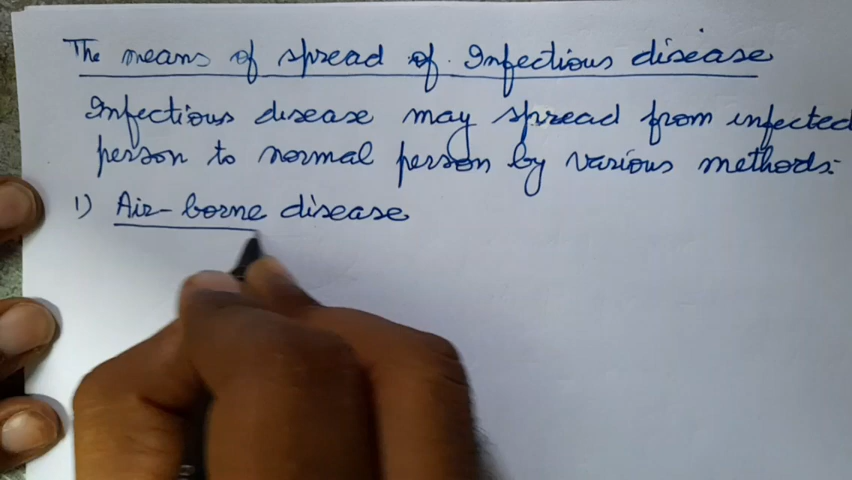 The means of spread of Infectious disease
Infectious disease may spread from infected
person to normal person by various methods:
1) Air-borne disease